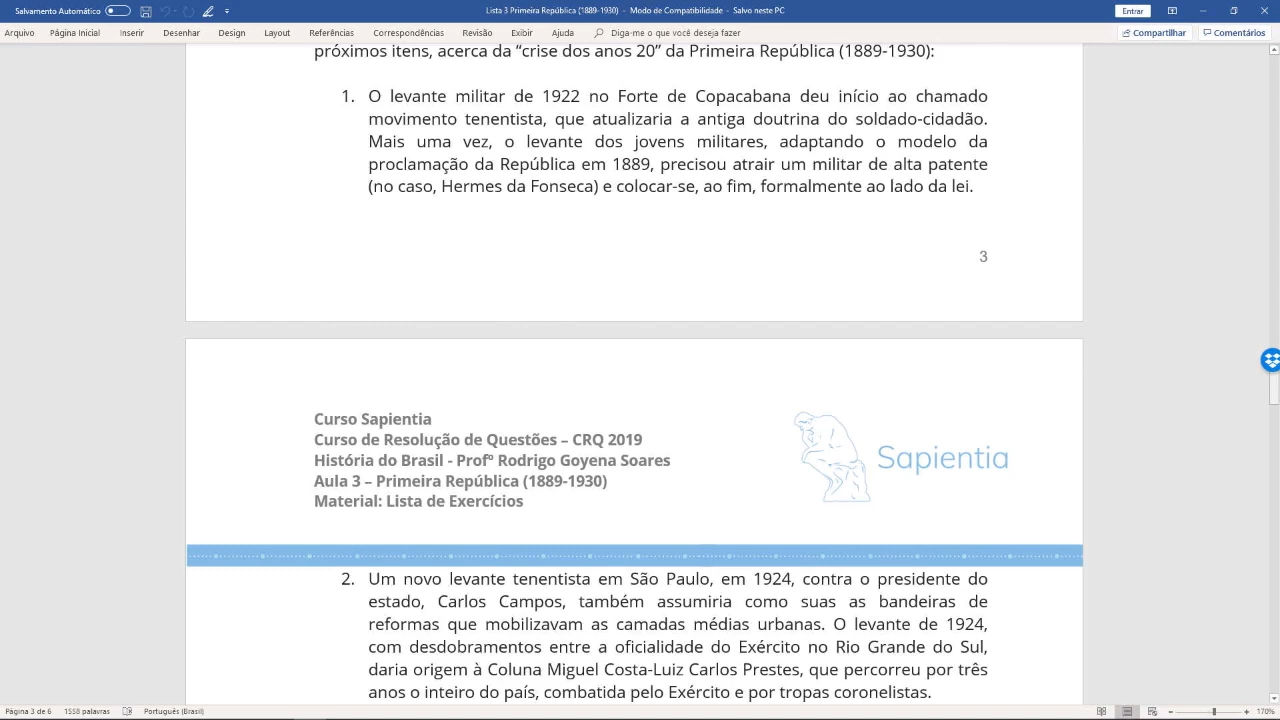 Salvamento Automático
Lista 3 Primeira República (1889-1930) - Modo de Compatibilidade - Salvo neste PC
Entrar
Arquivo Página Inicial Inserir Desenhar Design Layout Referências Correspondências Revisão Exibir Ajuda Diga-me o que você deseja fazer Compartilhar Comentários
próximos itens, acerca da “crise dos anos 20” da Primeira República (1889-1930):
1. O levante militar de 1922 no Forte de Copacabana deu início ao chamado
movimento tenentista, que atualizaria a antiga doutrina do soldado-cidadão.
Mais uma vez, o levante dos jovens militares, adaptando o modelo da
proclamação da República em 1889, precisou atrair um militar de alta patente
(no caso, Hermes da Fonseca) e colocar-se, ao fim, formalmente ao lado da lei.
3
Curso Sapientia
Curso de Resolução de Questões – CRQ 2019
História do Brasil - Profº Rodrigo Goyena Soares
Aula 3 – Primeira República (1889-1930)
Material: Lista de Exercícios
Sapientia
2. Um novo levante tenentista em São Paulo, em 1924, contra o presidente do
estado, Carlos Campos, também assumiria como suas as bandeiras de
reformas que mobilizavam as camadas médias urbanas. O levante de 1924,
com desdobramentos entre a oficialidade do Exército no Rio Grande do Sul,
daria origem à Coluna Miguel Costa-Luiz Carlos Prestes, que percorreu por três
anos o inteiro do país, combatida pelo Exército e por tropas coronelistas.
Página 3 de 6 1558 palavras Português (Brasil) 170%